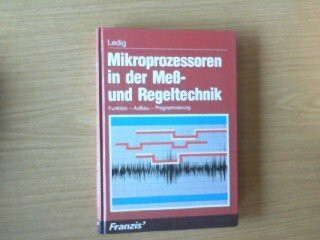 Ledig
Mikroprozessoren
in der Meß-
und Regeltechnik
Funktion – Aufbau – Programmierung
Franzis'